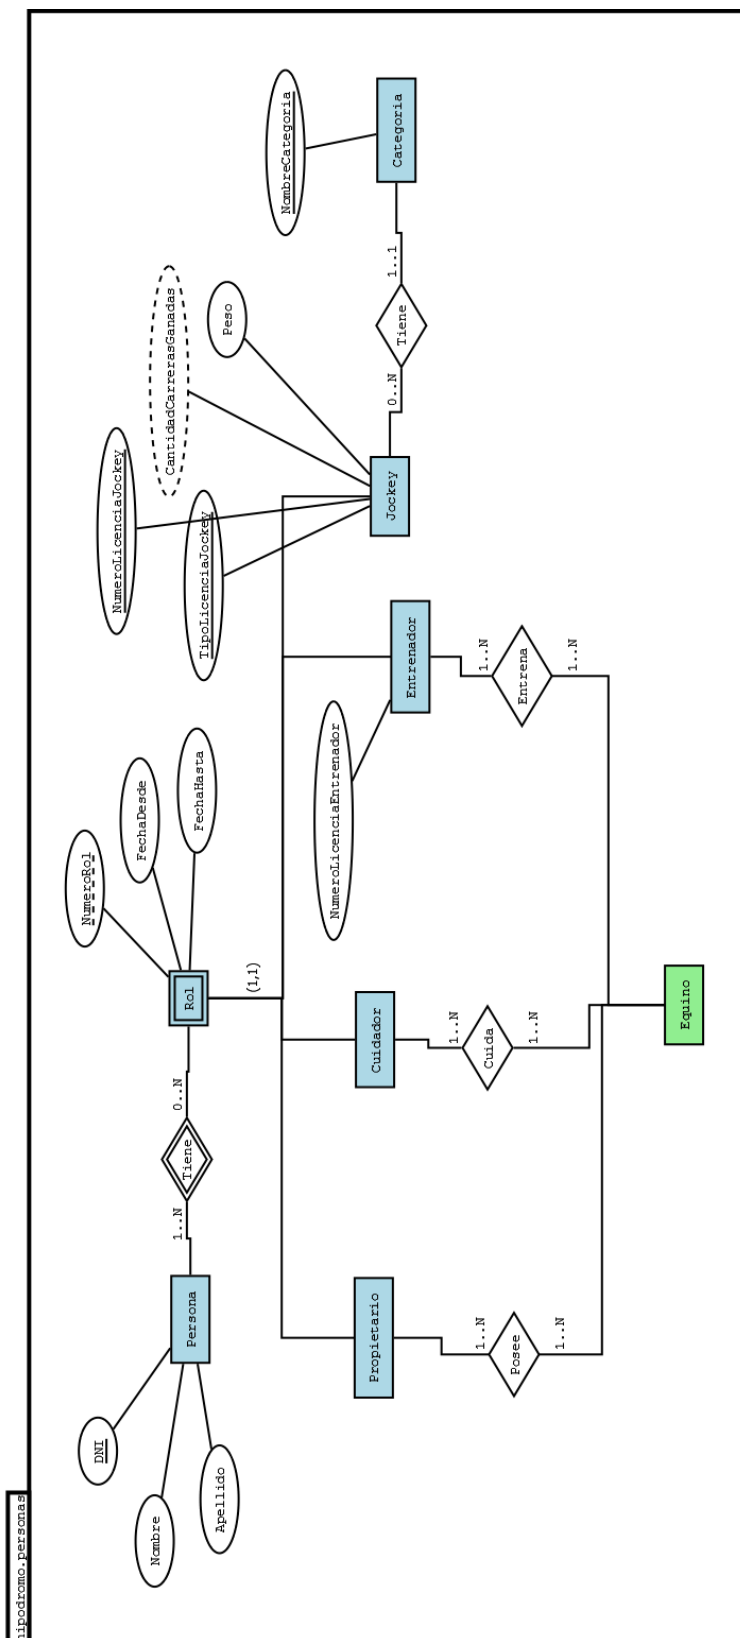 hipodromo.personas
DNI
Nombre
Apellido
Persona
1..N
Tiene
0..N
Rol
NumeroRol
FechaDesde
FechaHasta
(1,1)
Propietario
1..N
Posee
1..N
Cuidador
1..N
Cuida
1..N
Equino
NumeroLicenciaEntrenador
Entrenador
1..N
Entrena
1..N
NumeroLicenciaJockey
TipoLicenciaJockey
CantidadCarrerasGanadas
Peso
Jockey
0..N
Tiene
1..1
NombreCategoria
Categoria